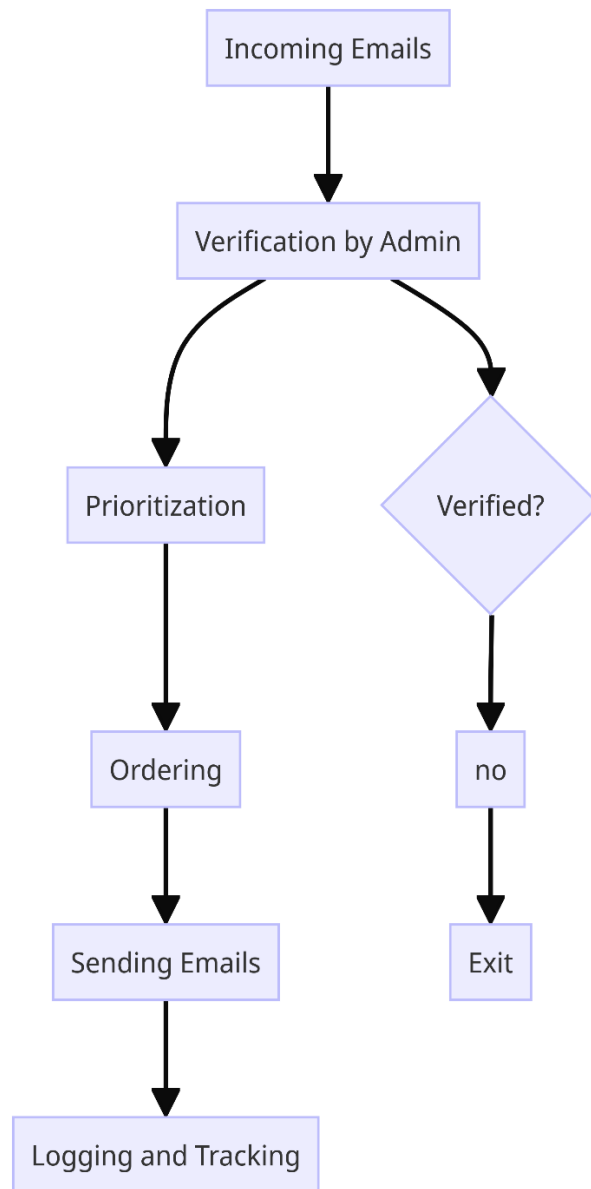 Incoming Emails
Verification by Admin
Prioritization
Verified?
Ordering
no
Sending Emails
Exit
Logging and Tracking